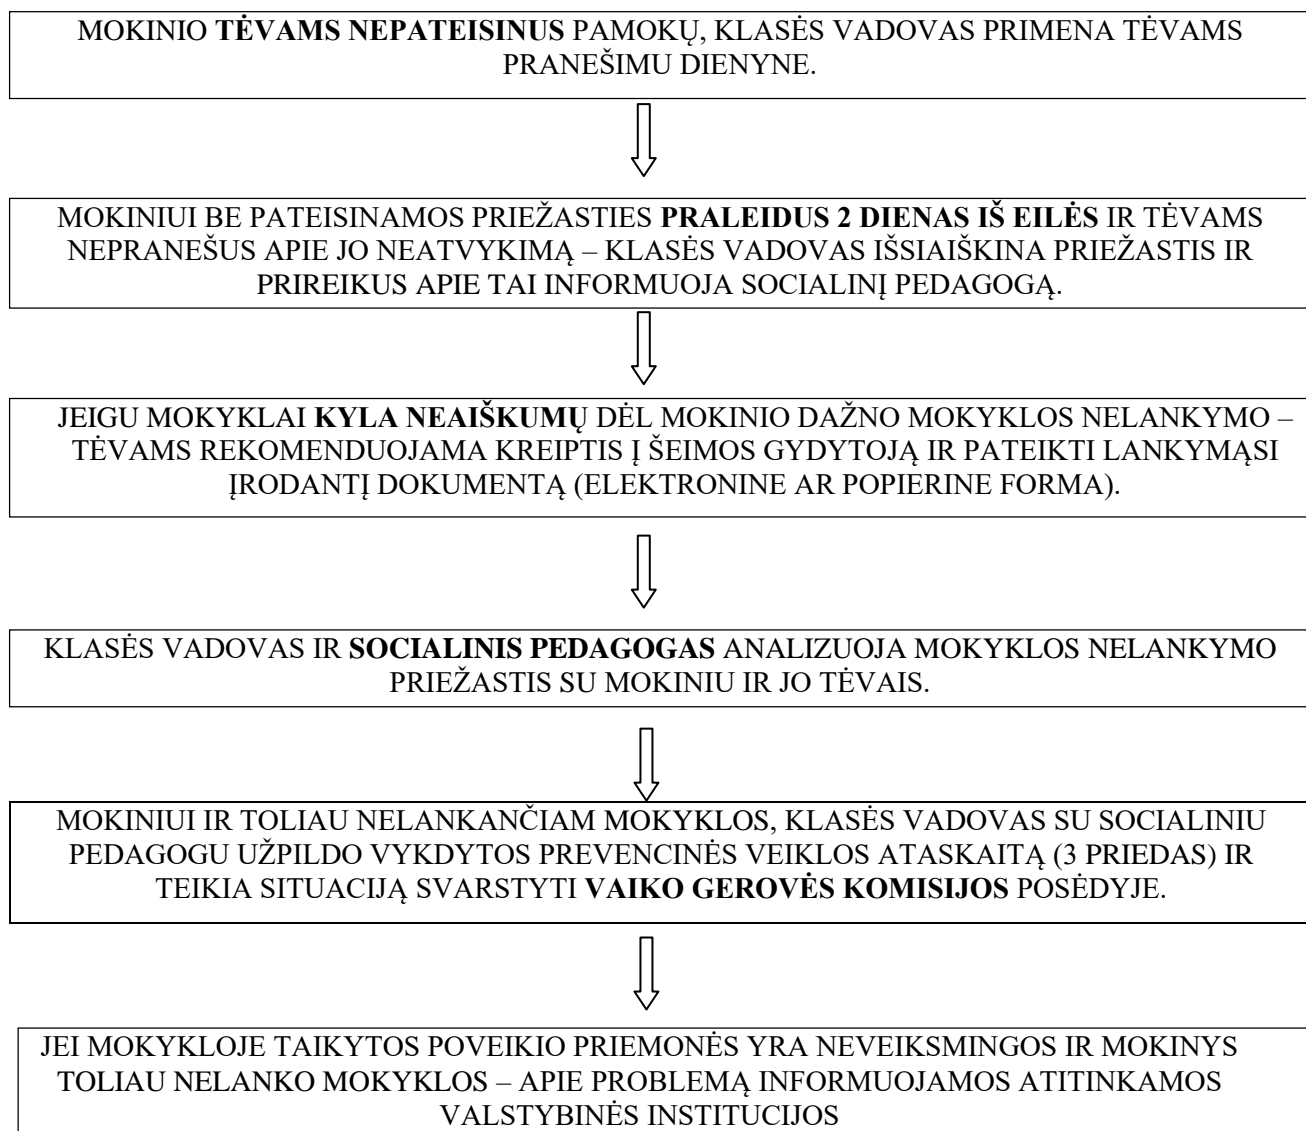 MOKINIO TĖVAMS NEPATEISINUS PAMOKŲ, KLASĖS VADOVAS PRIMENA TĖVAMS
PRANEŠIMU DIENYNE.
MOKINIUI BE PATEISINAMOS PRIEŽASTIES PRALEIDUS 2 DIENAS IŠ EILĖS IR TĖVAMS
NEPRANEŠUS APIE JO NEATVYKIMĄ – KLASĖS VADOVAS IŠSIAIŠKINA PRIEŽASTIS IR
PRIREIKUS APIE TAI INFORMUOJA SOCIALINĮ PEDAGOGĄ.
JEIGU MOKYKLAI KYLA NEAIŠKUMŲ DĖL MOKINIO DAŽNO MOKYKLOS NELANKYMO –
TĖVAMS REKOMENDUOJAMA KREIPTIS Į ŠEIMOS GYDYTOJĄ IR PATEIKTI LANKYMĄSI
ĮRODANTĮ DOKUMENTĄ (ELEKTRONINE AR POPIERINE FORMA).
KLASĖS VADOVAS IR SOCIALINIS PEDAGOGAS ANALIZUOJA MOKYKLOS NELANKYMO
PRIEŽASTIS SU MOKINIU IR JO TĖVAIS.
MOKINIUI IR TOLIAU NELANKANČIAM MOKYKLOS, KLASĖS VADOVAS SU SOCIALINIU
PEDAGOGU UŽPILDO VYKDYTOS PREVENCINĖS VEIKLOS ATASKAITĄ (3 PRIEDAS) IR
TEIKIA SITUACIJĄ SVARSTYTI VAIKO GEROVĖS KOMISIJOS POSĖDYJE.
JEI MOKYKLOJE TAIKYTOS POVEIKIO PRIEMONĖS YRA NEVEIKSMINGOS IR MOKINYS
TOLIAU NELANKO MOKYKLOS – APIE PROBLEMĄ INFORMUOJAMOS ATITINKAMOS
VALSTYBINĖS INSTITUCIJOS